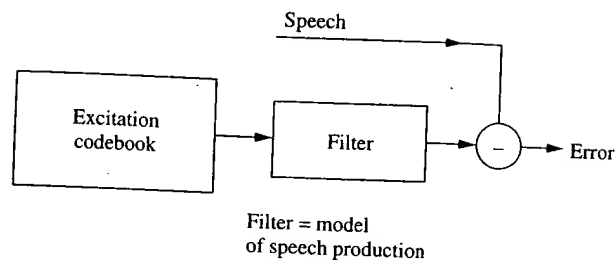 Speech
Excitation
codebook
Filter
−
Error
Filter = model
of speech production